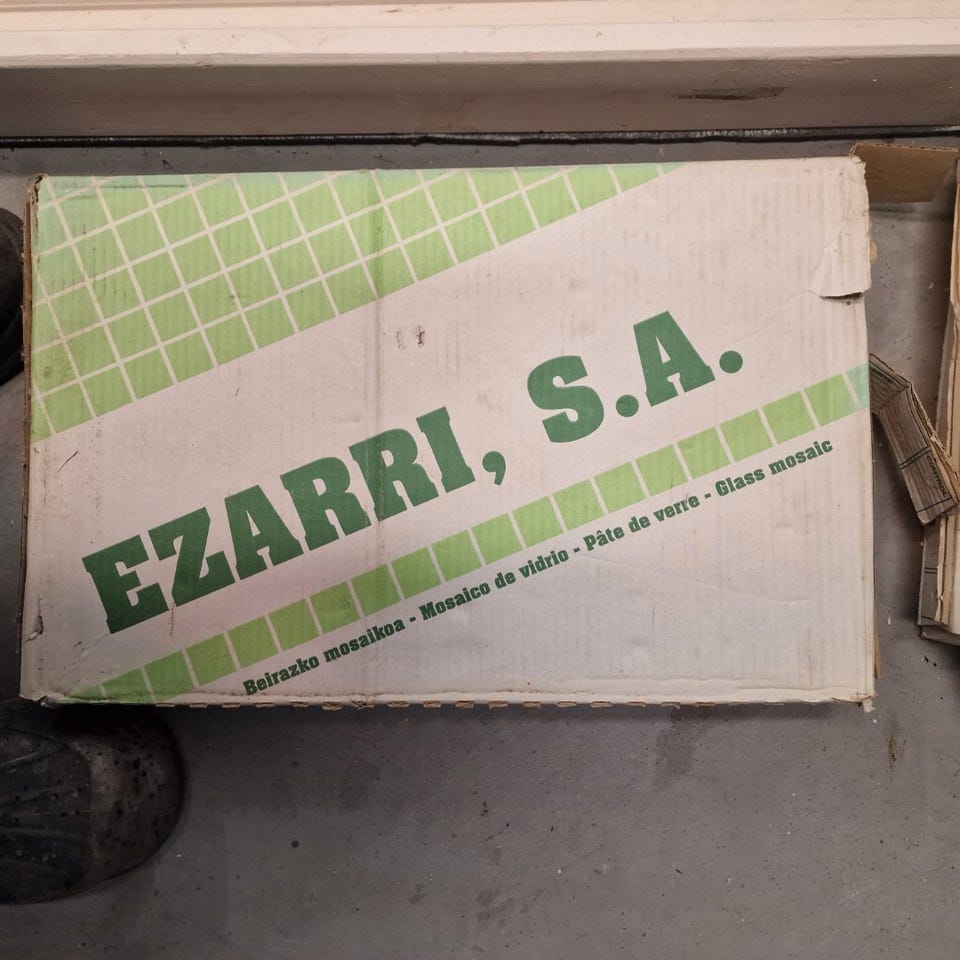 EZARRI, S.A.
Beirazko mosaikoa - Mosaico de vidrio - Pâte de verre - Glass mosaic